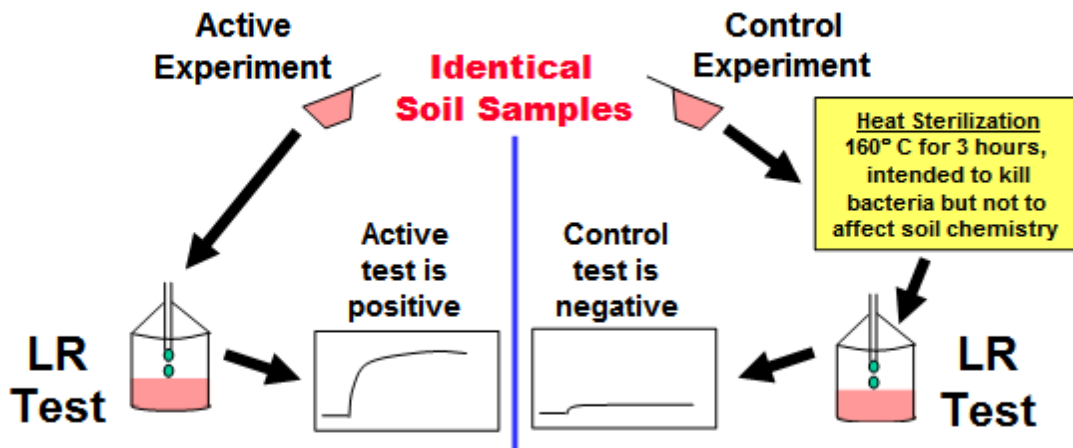 Active
Experiment
Identical
Soil Samples
Control
Experiment
Heat Sterilization
160° C for 3 hours,
intended to kill
bacteria but not to
affect soil chemistry
Active
test is
positive
Control
test is
negative
LR
Test
LR
Test